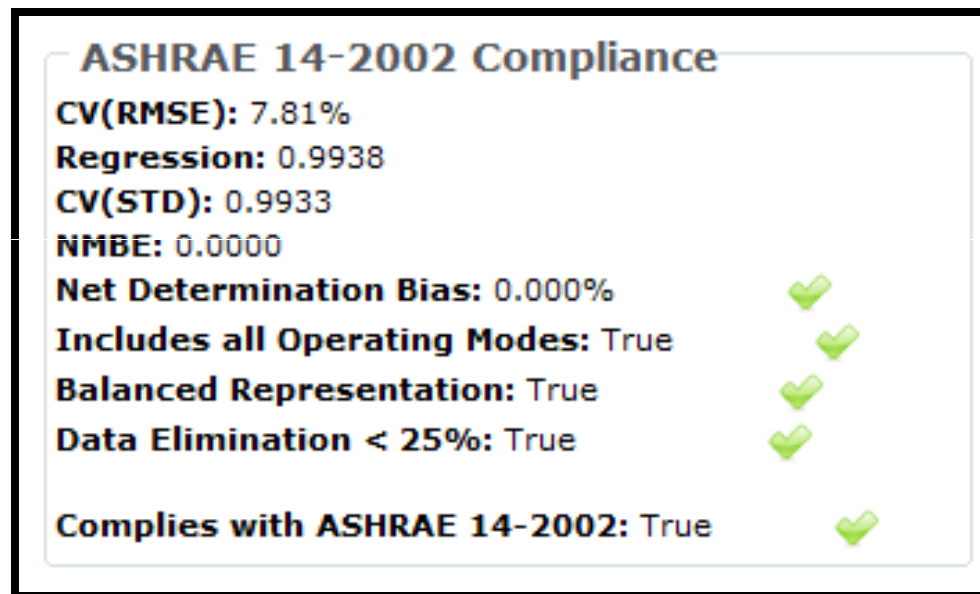 ASHRAE 14-2002 Compliance
CV(RMSE): 7.81%
Regression: 0.9938
CV(STD): 0.9933
NMBE: 0.0000
Net Determination Bias: 0.000%
Includes all Operating Modes: True
Balanced Representation: True
Data Elimination < 25%: True
Complies with ASHRAE 14-2002: True